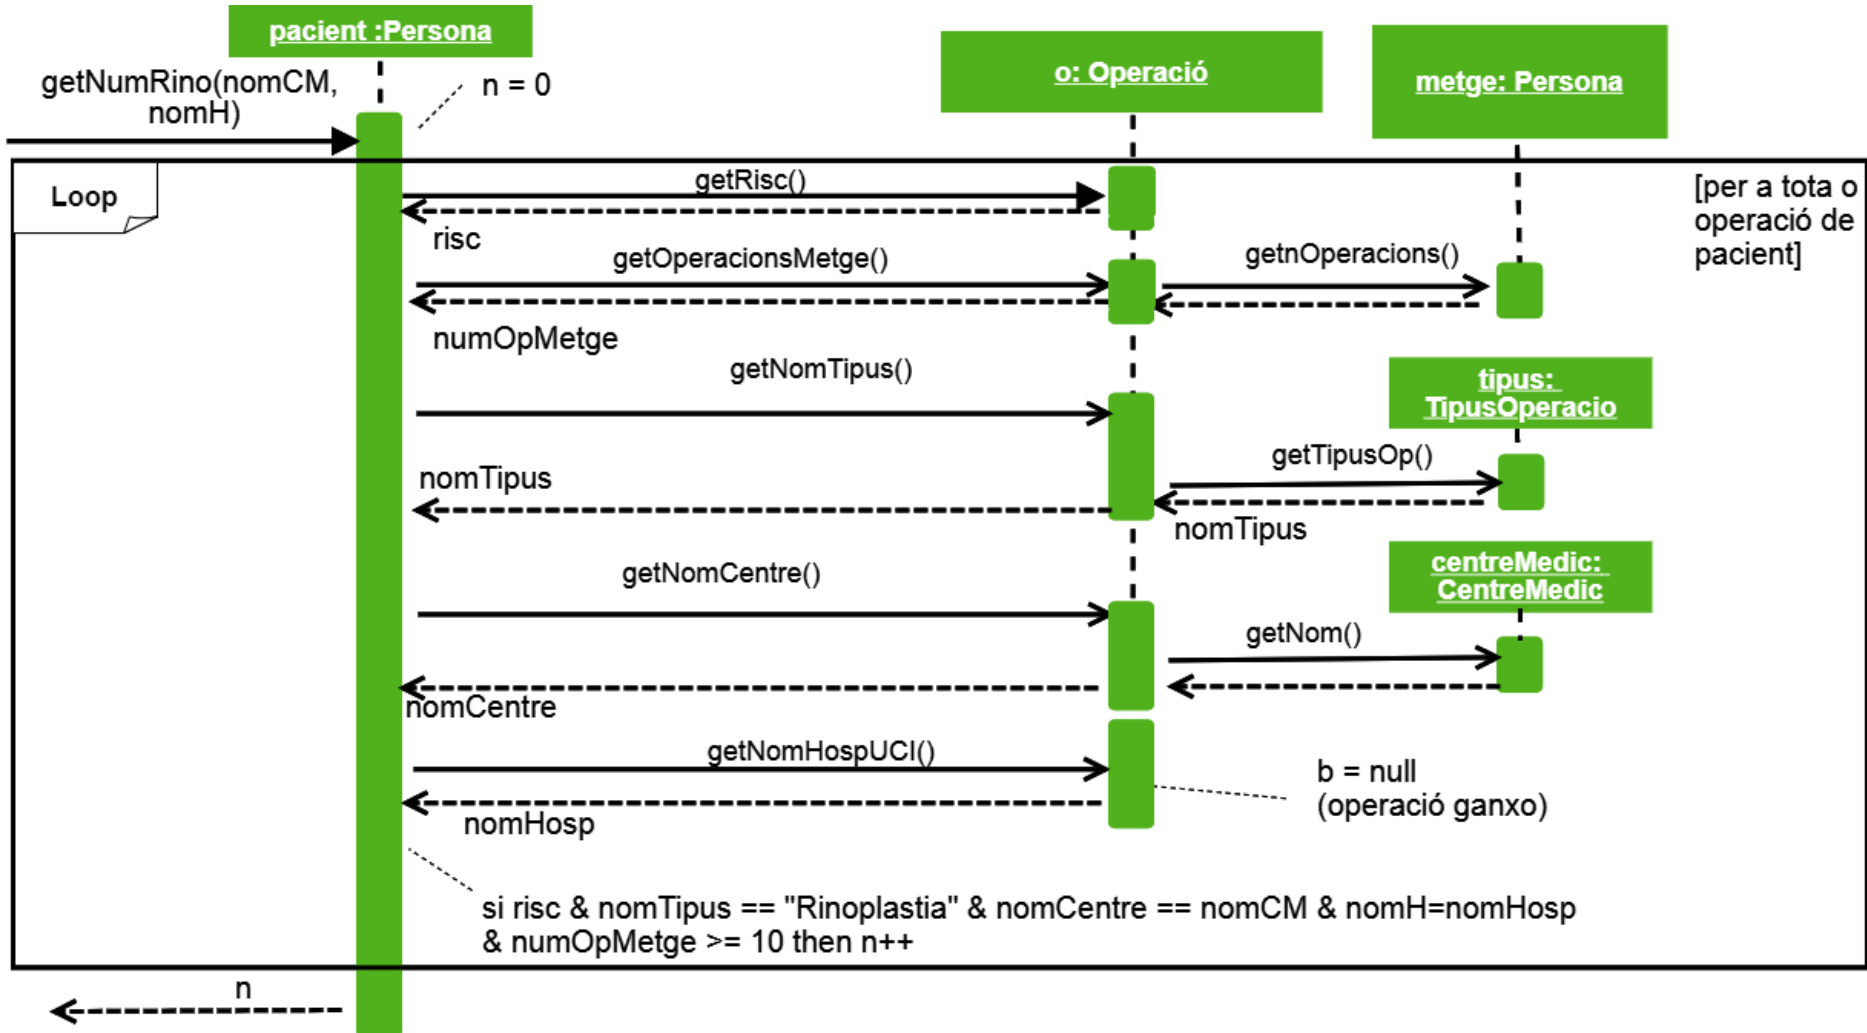 pacient :Persona
getNumRino(nomCM,
nomH)
n = 0
o: Operació
metge: Persona
Loop
[per a tota o
operació de
pacient]
getRisc()
risc
getOperacionsMetge()
getnOperacions()
numOpMetge
getNomTipus()
tipus:
TipusOperacio
getTipusOp()
nomTipus
nomTipus
centreMedic:
CentreMedic
getNomCentre()
getNom()
nomCentre
getNomHospUCI()
b = null
(operació ganxo)
nomHosp
si risc & nomTipus == "Rinoplastia" & nomCentre == nomCM & nomH=nomHosp
& numOpMetge >= 10 then n++
n